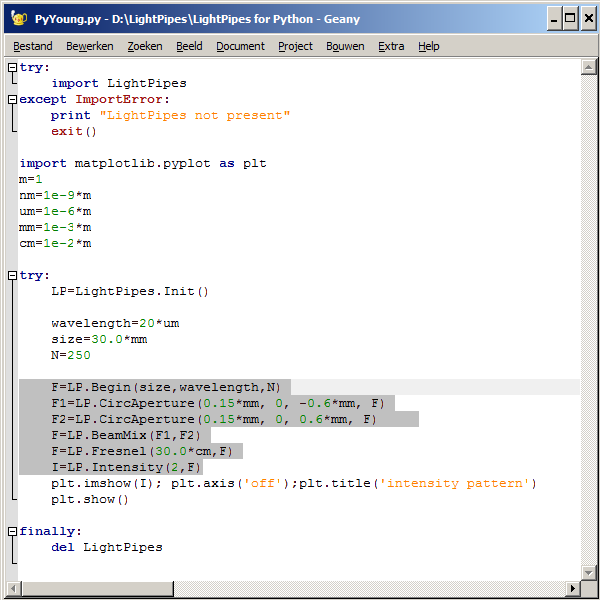 PyYoung.py - D:\LightPipes\LightPipes for Python - Geany
Bestand Bewerken Zoeken Beeld Document Project Bouwen Extra Help
try:
    import LightPipes
except ImportError:
    print "LightPipes not present"
    exit()

import matplotlib.pyplot as plt
m=1
nm=1e-9*m
um=1e-6*m
mm=1e-3*m
cm=1e-2*m

try:
    LP=LightPipes.Init()

    wavelength=20*um
    size=30.0*mm
    N=250

    F=LP.Begin(size,wavelength,N)
    F1=LP.CircAperture(0.15*mm, 0, -0.6*mm, F)
    F2=LP.CircAperture(0.15*mm, 0, 0.6*mm, F)
    F=LP.BeamMix(F1,F2)
    F=LP.Fresnel(30.0*cm,F)
    I=LP.Intensity(2,F)
    plt.imshow(I); plt.axis('off');plt.title('intensity pattern')
    plt.show()

finally:
    del LightPipes